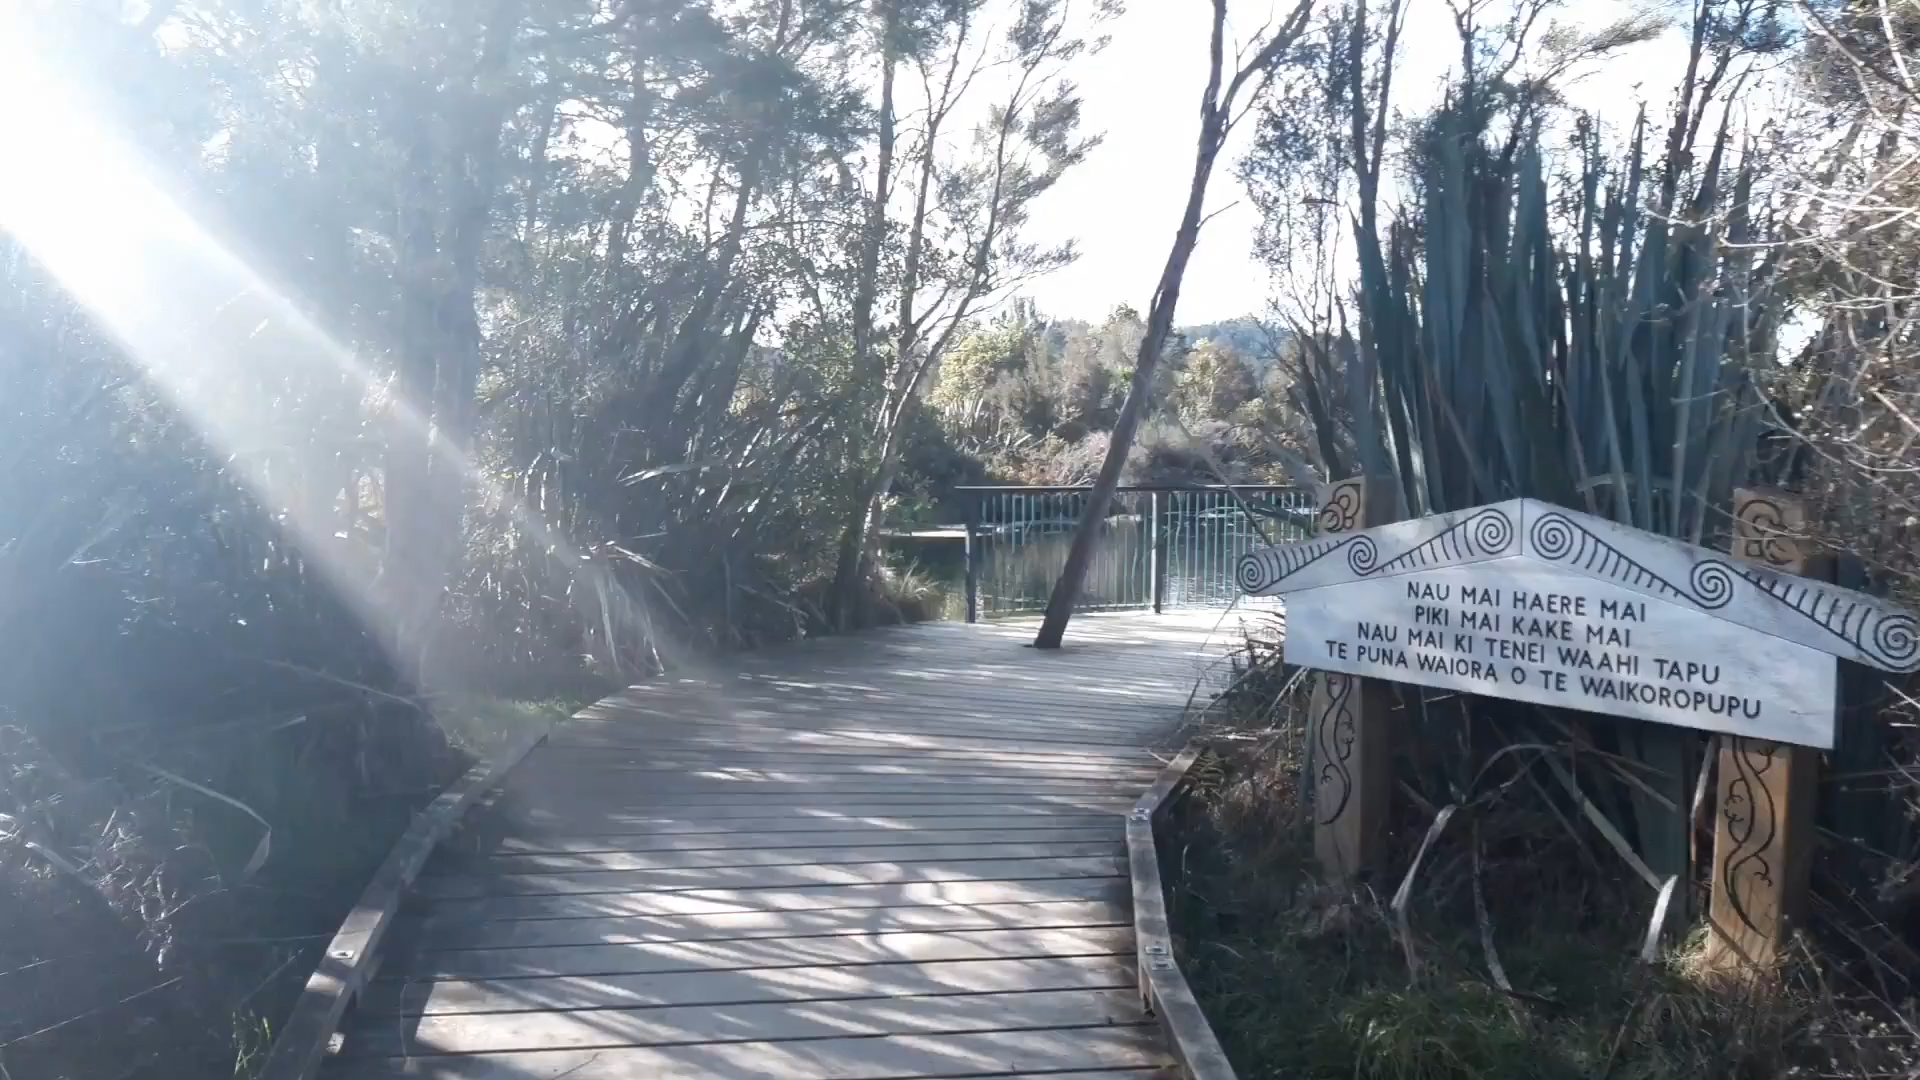 NAU MAI HAERE MAI
PIKI MAI KAKE MAI
NAU MAI KI TENEI WAAHI TAPU
TE PUNA WAIORA O TE WAIKOROPUPU